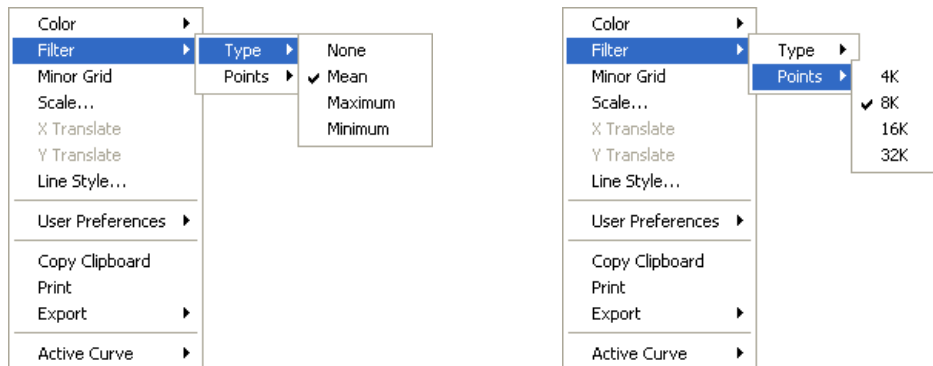 Color
Filter
Type
None
Minor Grid
Points
Mean
Scale...
Maximum
X Translate
Minimum
Y Translate
Line Style...
User Preferences
Copy Clipboard
Print
Export
Active Curve
Color
Filter
Type
Minor Grid
Points
4K
Scale...
8K
X Translate
16K
Y Translate
32K
Line Style...
User Preferences
Copy Clipboard
Print
Export
Active Curve